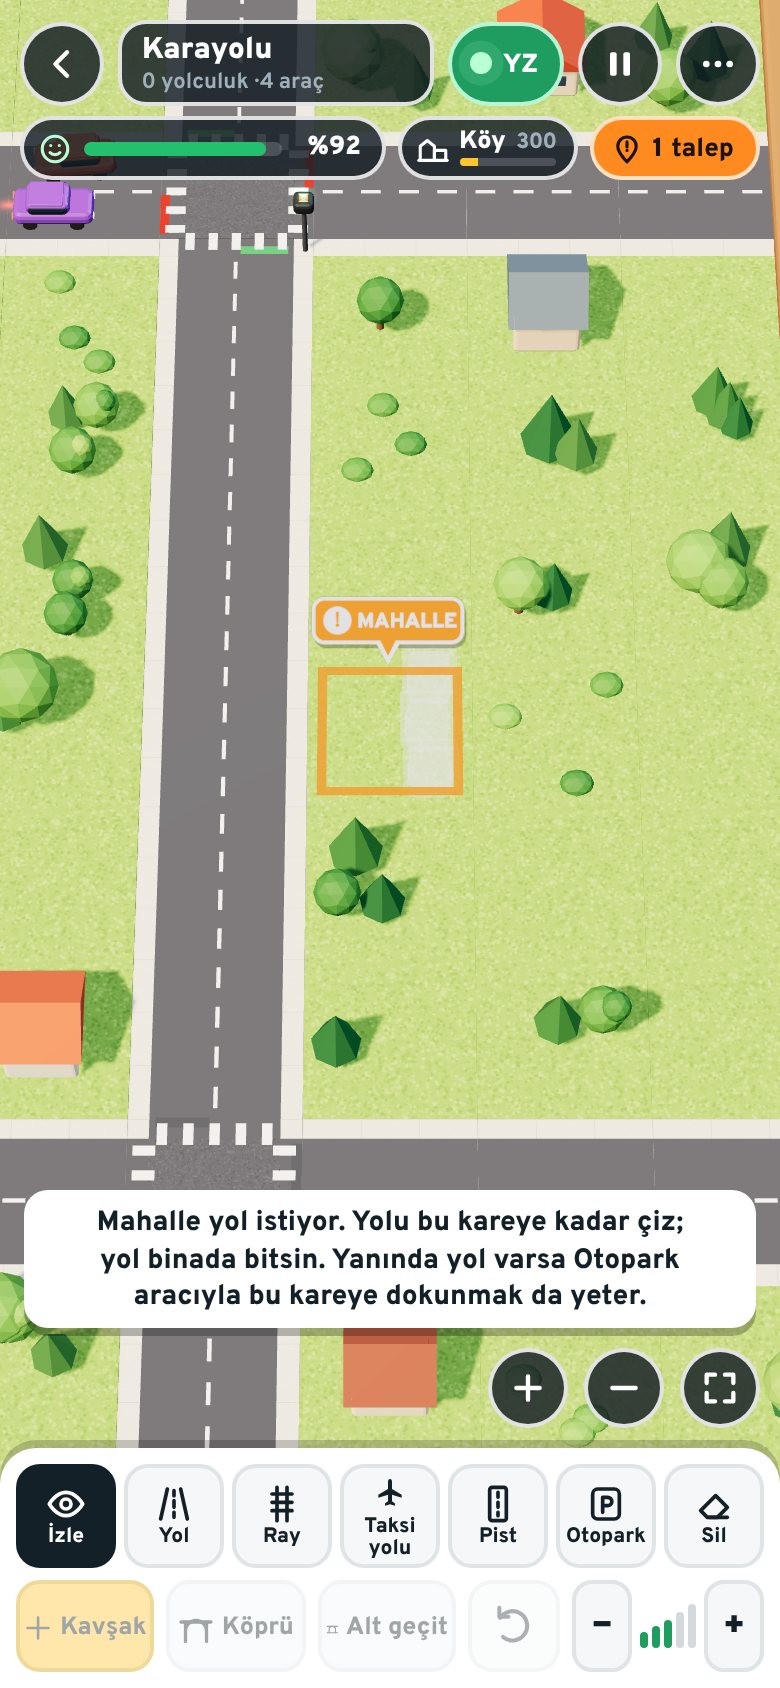 Karayolu
0 yolculuk ·4 araç
YZ
%92
Köy 300
1 talep
MAHALLE
Mahalle yol istiyor. Yolu bu kareye kadar çiz;
yol binada bitsin. Yanında yol varsa Otopark
aracıyla bu kareye dokunmak da yeter.
İzle
Yol
Ray
Taksi
yolu
Pist
Otopark
Sil
+ Kavşak
Köprü
Alt geçit